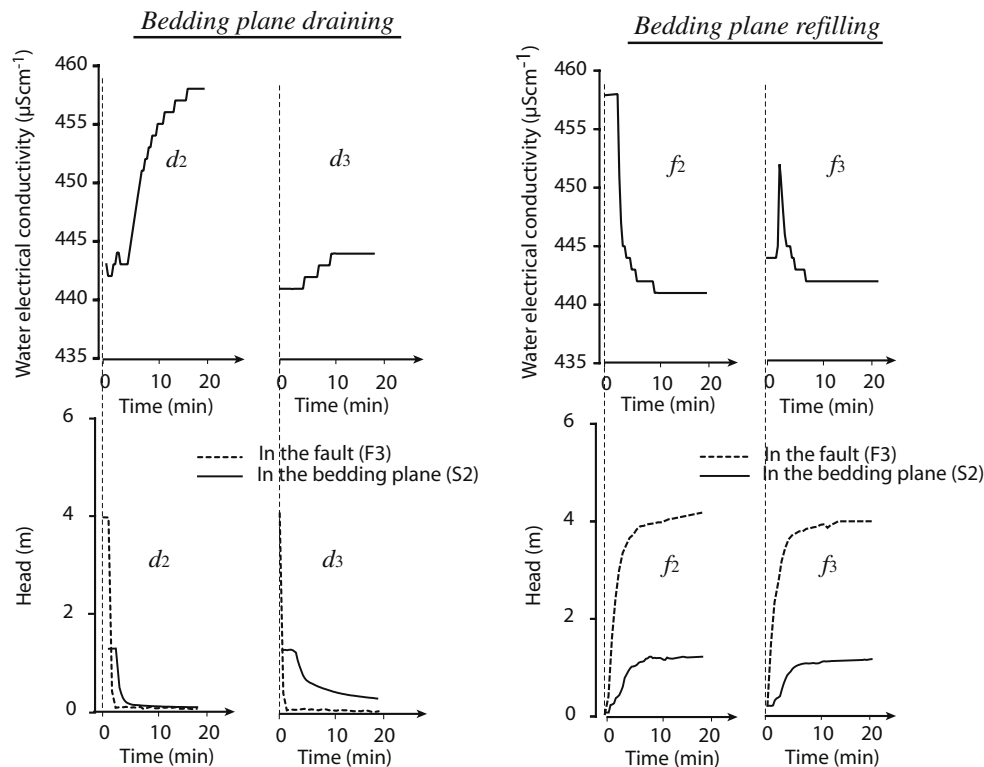 Bedding plane draining
Water electrical conductivity (µScm-1)
460
455
450
445
440
435
d2
d3
0 10 20
Time (min)
0 10 20
Time (min)
Head (m)
6
4
2
0
In the fault (F3)
In the bedding plane (S2)
d2
d3
0 10 20
Time (min)
0 10 20
Time (min)
Bedding plane refilling
Water electrical conductivity (µScm-1)
460
455
450
445
440
435
f2
f3
0 10 20
Time (min)
0 10 20
Time (min)
Head (m)
6
4
2
0
In the fault (F3)
In the bedding plane (S2)
f2
f3
0 10 20
Time (min)
0 10 20
Time (min)